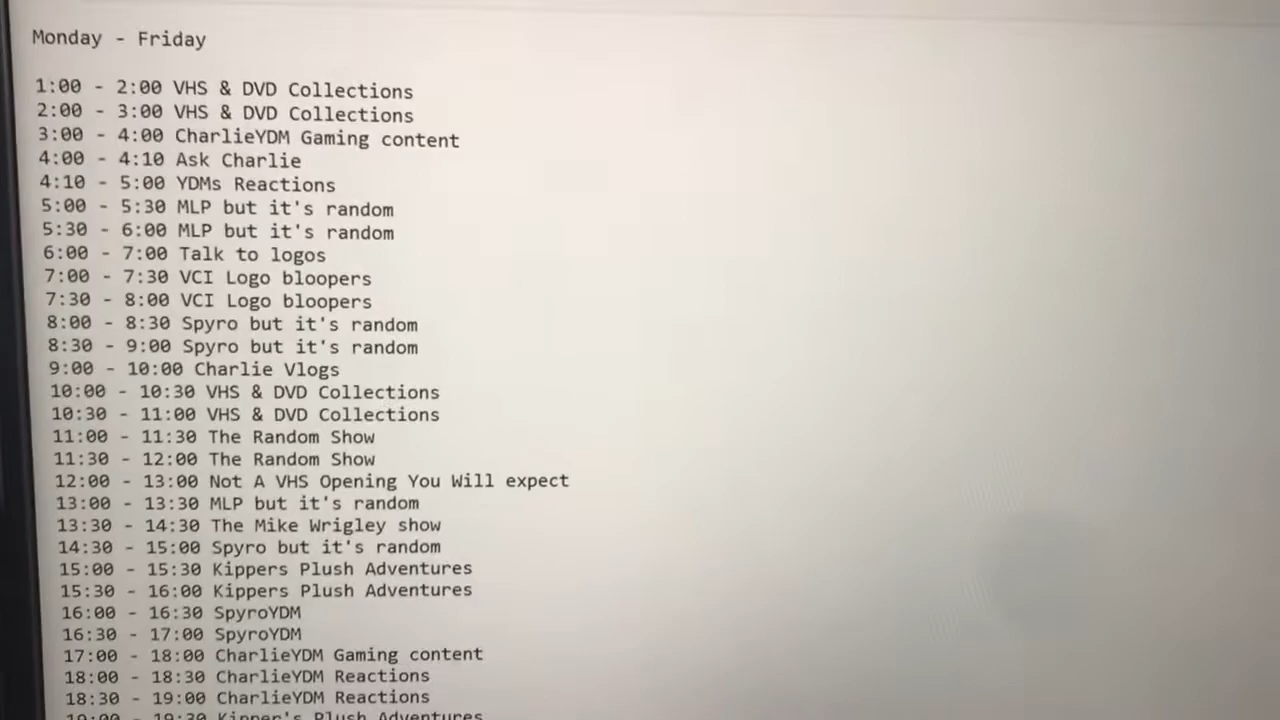 Monday - Friday
1:00 - 2:00 VHS & DVD Collections
2:00 - 3:00 VHS & DVD Collections
3:00 - 4:00 CharlieYDM Gaming content
4:00 - 4:10 Ask Charlie
4:10 - 5:00 YDMs Reactions
5:00 - 5:30 MLP but it's random
5:30 - 6:00 MLP but it's random
6:00 - 7:00 Talk to logos
7:00 - 7:30 VCI Logo bloopers
7:30 - 8:00 VCI Logo bloopers
8:00 - 8:30 Spyro but it's random
8:30 - 9:00 Spyro but it's random
9:00 - 10:00 Charlie Vlogs
10:00 - 10:30 VHS & DVD Collections
10:30 - 11:00 VHS & DVD Collections
11:00 - 11:30 The Random Show
11:30 - 12:00 The Random Show
12:00 - 13:00 Not A VHS Opening You Will expect
13:00 - 13:30 MLP but it's random
13:30 - 14:30 The Mike Wrigley show
14:30 - 15:00 Spyro but it's random
15:00 - 15:30 Kippers Plush Adventures
15:30 - 16:00 Kippers Plush Adventures
16:00 - 16:30 SpyroYDM
16:30 - 17:00 SpyroYDM
17:00 - 18:00 CharlieYDM Gaming content
18:00 - 18:30 CharlieYDM Reactions
18:30 - 19:00 CharlieYDM Reactions
19:00 - 19:30 Kipper's Plush Adventures